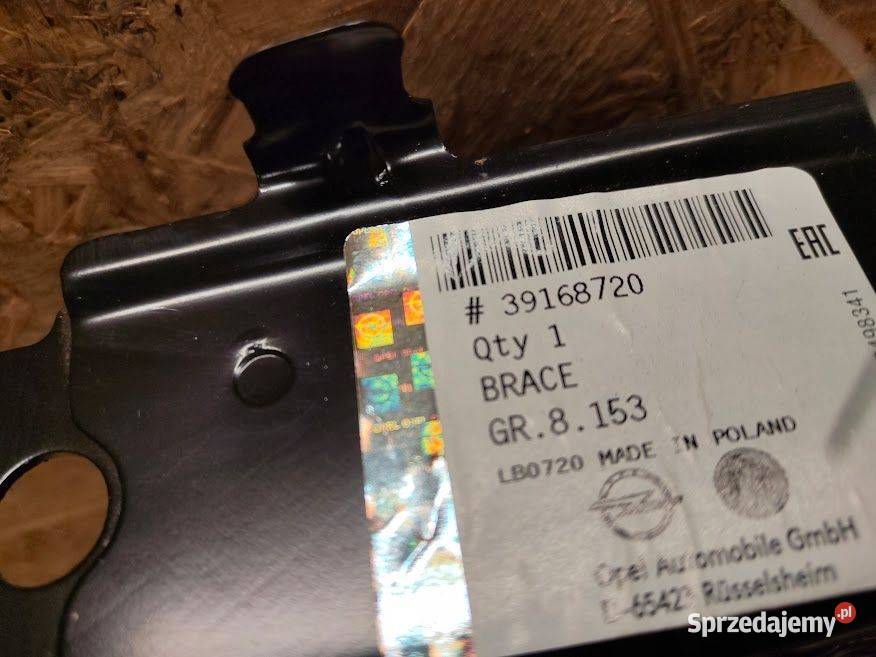 EAC
# 39168720
Qty 1
BRACE
GR.8.153
LB0720 MADE IN POLAND
Opel Automobile GmbH
Rüsselsheim
Sprzedajemy.pl